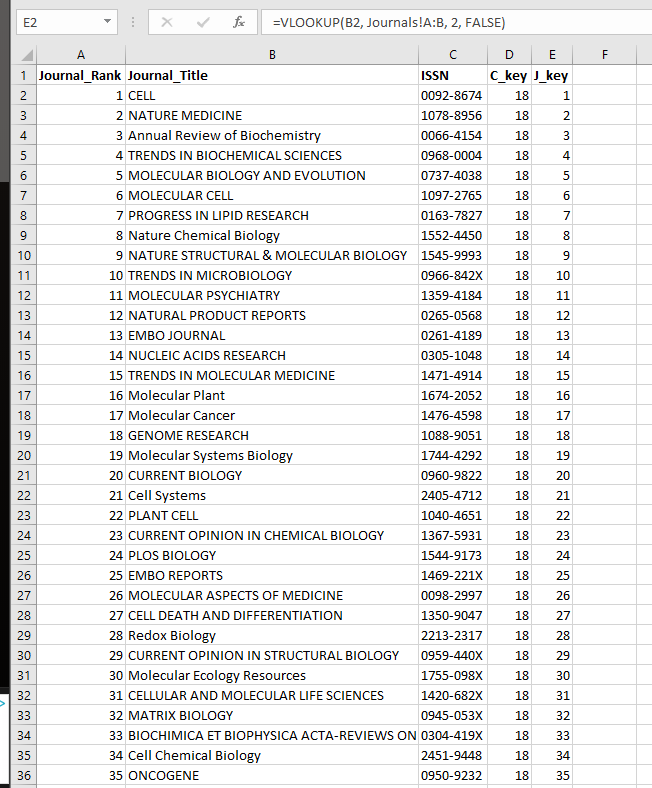 E2 fx =VLOOKUP(B2, Journals!A:B, 2, FALSE)
A B C D E F
1 Journal_Rank Journal_Title ISSN C_key J_key
2 1 CELL 0092-8674 18 1
3 2 NATURE MEDICINE 1078-8956 18 2
4 3 Annual Review of Biochemistry 0066-4154 18 3
5 4 TRENDS IN BIOCHEMICAL SCIENCES 0968-0004 18 4
6 5 MOLECULAR BIOLOGY AND EVOLUTION 0737-4038 18 5
7 6 MOLECULAR CELL 1097-2765 18 6
8 7 PROGRESS IN LIPID RESEARCH 0163-7827 18 7
9 8 Nature Chemical Biology 1552-4450 18 8
10 9 NATURE STRUCTURAL & MOLECULAR BIOLOGY 1545-9993 18 9
11 10 TRENDS IN MICROBIOLOGY 0966-842X 18 10
12 11 MOLECULAR PSYCHIATRY 1359-4184 18 11
13 12 NATURAL PRODUCT REPORTS 0265-0568 18 12
14 13 EMBO JOURNAL 0261-4189 18 13
15 14 NUCLEIC ACIDS RESEARCH 0305-1048 18 14
16 15 TRENDS IN MOLECULAR MEDICINE 1471-4914 18 15
17 16 Molecular Plant 1674-2052 18 16
18 17 Molecular Cancer 1476-4598 18 17
19 18 GENOME RESEARCH 1088-9051 18 18
20 19 Molecular Systems Biology 1744-4292 18 19
21 20 CURRENT BIOLOGY 0960-9822 18 20
22 21 Cell Systems 2405-4712 18 21
23 22 PLANT CELL 1040-4651 18 22
24 23 CURRENT OPINION IN CHEMICAL BIOLOGY 1367-5931 18 23
25 24 PLOS BIOLOGY 1544-9173 18 24
26 25 EMBO REPORTS 1469-221X 18 25
27 26 MOLECULAR ASPECTS OF MEDICINE 0098-2997 18 26
28 27 CELL DEATH AND DIFFERENTIATION 1350-9047 18 27
29 28 Redox Biology 2213-2317 18 28
30 29 CURRENT OPINION IN STRUCTURAL BIOLOGY 0959-440X 18 29
31 30 Molecular Ecology Resources 1755-098X 18 30
32 31 CELLULAR AND MOLECULAR LIFE SCIENCES 1420-682X 18 31
33 32 MATRIX BIOLOGY 0945-053X 18 32
34 33 BIOCHIMICA ET BIOPHYSICA ACTA-REVIEWS ON 0304-419X 18 33
35 34 Cell Chemical Biology 2451-9448 18 34
36 35 ONCOGENE 0950-9232 18 35